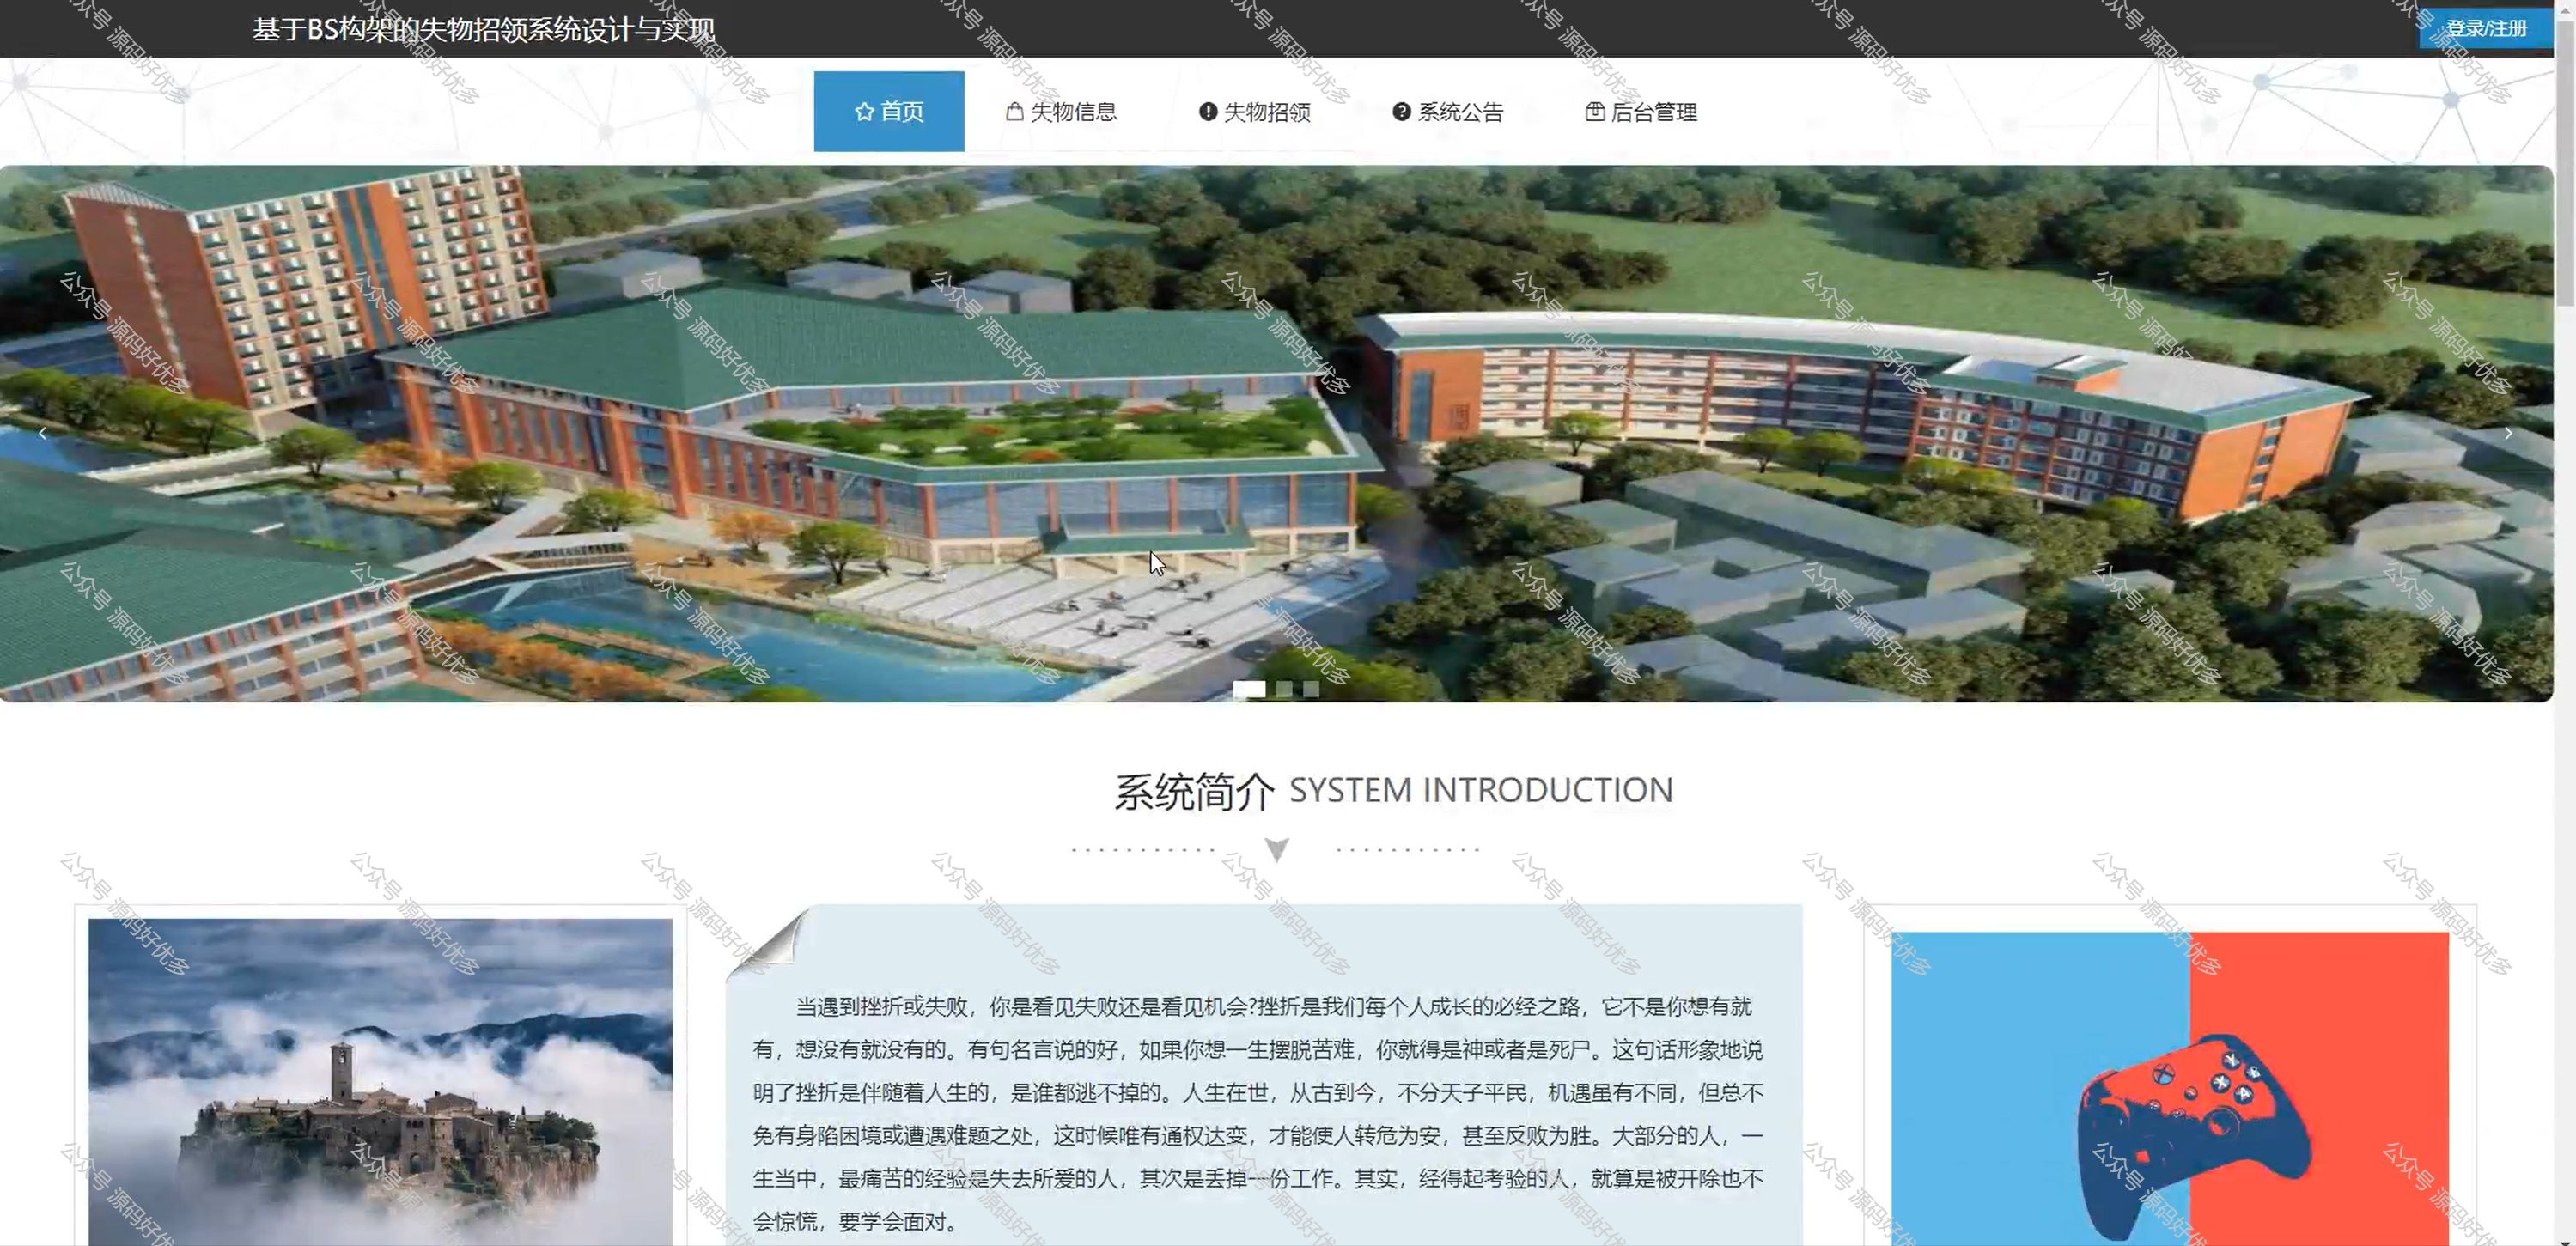 基于BS构架的失物招领系统设计与实现
登录/注册
首页
失物信息
失物招领
系统公告
后台管理
系统简介 SYSTEM INTRODUCTION
当遇到挫折或失败，你是看见失败还是看见机会?挫折是我们每个人成长的必经之路，它不是你想有就
有，想没有就没有的。有句名言说的好，如果你想一生摆脱苦难，你就得是神或者是死尸。这句话形象地说
明了挫折是伴随着人生的，是谁都逃不掉的。人生在世，从古到今，不分天子平民，机遇虽有不同，但总不
免有身陷困境或遭遇难题之处，这时候唯有通权达变，才能使人转危为安，甚至反败为胜。大部分的人，一
生当中，最痛苦的经验是失去所爱的人，其次是丢掉一份工作。其实，经得起考验的人，就算是被开除也不
会惊慌，要学会面对。
公众号 源码好优多